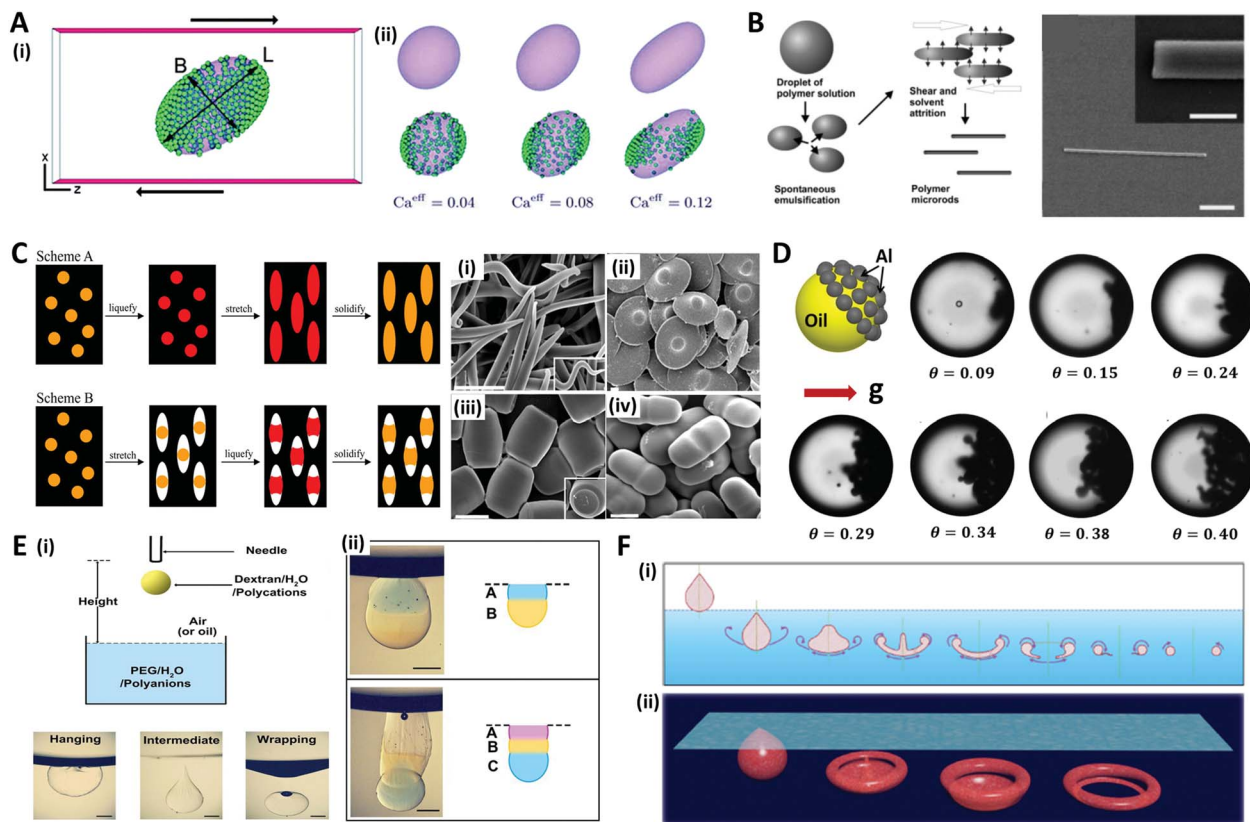 A
(i)
B
L
X
Z
(ii)
Ca^eff = 0.04
Ca^eff = 0.08
Ca^eff = 0.12
B
Droplet of
polymer solution
Spontaneous
emulsification
Shear and
solvent
attrition
Polymer
microrods
C
Scheme A
liquefy
stretch
solidify
Scheme B
stretch
liquefy
solidify
(i)
(ii)
(iii)
(iv)
D
Al
Oil
g
θ = 0.09
θ = 0.15
θ = 0.24
θ = 0.29
θ = 0.34
θ = 0.38
θ = 0.40
E
(i)
Needle
Dextran/H₂O
/Polycations
Height
Air
(or oil)
PEG/H₂O
/Polyanions
Hanging
Intermediate
Wrapping
(ii)
A
B
A
B
C
F
(i)
(ii)